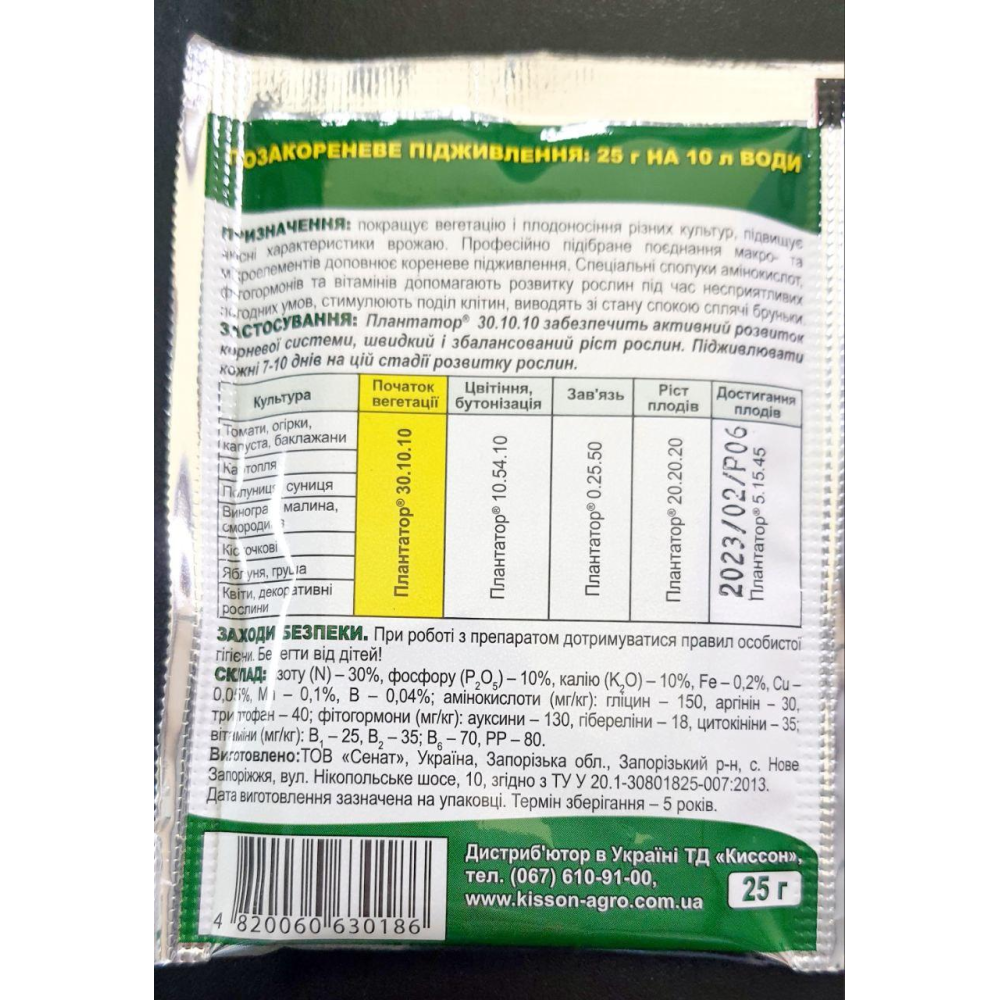 ПОЗАКОРЕНЕВЕ ПІДЖИВЛЕННЯ: 25 г НА 10 л ВОДИ
ПРИЗНАЧЕННЯ: покращує вегетацію і плодоносіння різних культур, підвищує
якісні характеристики врожаю. Професійно підібране поєднання макро- та
мікроелементів доповнює кореневе підживлення. Спеціальні сполуки амінокислот,
фітогормонів та вітамінів допомагають розвитку рослин під час несприятливих
погодних умов, стимулюють поділ клітин, виводять зі стану спокою сплячі бруньки.
ЗАСТОСУВАННЯ: Плантатор® 30.10.10 забезпечить активний розвиток
корневої системи, швидкий і збалансований ріст рослин. Підживлювати
кожні 7-10 днів на цій стадії розвитку рослин.
Культура
Початок
вегетації
Цвітіння,
бутонізація
Зав'язь
Ріст
плодів
Достигання
плодів
Томати, огірки,
капуста, баклажани
Картопля
Полуниця, суниця
Виноград, малина,
смородина
Кісточкові
Яблуня, груша
Квіти, декоративні
рослини
Плантатор® 30.10.10
Плантатор® 10.54.10
Плантатор® 0.25.50
Плантатор® 20.20.20
2023/02/P06
Плантатор® 5.15.45
ЗАХОДИ БЕЗПЕКИ. При роботі з препаратом дотримуватися правил особистої
гігієни. Берегти від дітей!
СКЛАД: азоту (N) – 30%, фосфору (P₂O₅) – 10%, калію (K₂O) – 10%, Fe – 0,2%, Cu –
0,05%, Mn – 0,1%, B – 0,04%; амінокислоти (мг/кг): гліцин – 150, аргінін – 30,
триптофан – 40; фітогормони (мг/кг): ауксини – 130, гібереліни – 18, цитокініни – 35;
вітаміни (мг/кг): B₁ – 25, B₂ – 35; B₆ – 70, PP – 80.
Виготовлено:ТОВ «Сенат», Україна, Запорізька обл., Запорізький р-н, с. Нове
Запоріжжя, вул. Нікопольське шосе, 10, згідно з ТУ У 20.1-30801825-007:2013.
Дата виготовлення зазначена на упаковці. Термін зберігання – 5 років.
Дистриб'ютор в Україні ТД «Киссон»,
тел. (067) 610-91-00,
www.kisson-agro.com.ua
25 г
4 820060 630186